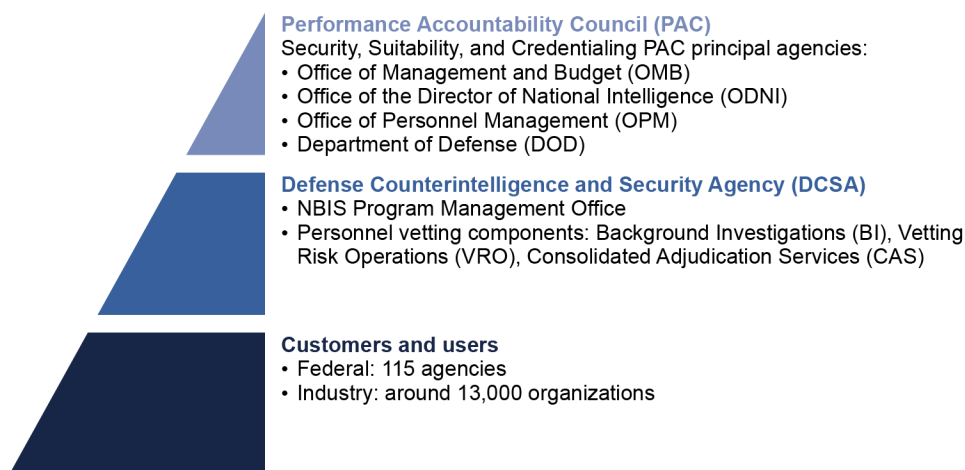 Performance Accountability Council (PAC)
Security, Suitability, and Credentialing PAC principal agencies:
• Office of Management and Budget (OMB)
• Office of the Director of National Intelligence (ODNI)
• Office of Personnel Management (OPM)
• Department of Defense (DOD)
Defense Counterintelligence and Security Agency (DCSA)
• NBIS Program Management Office
• Personnel vetting components: Background Investigations (BI), Vetting
Risk Operations (VRO), Consolidated Adjudication Services (CAS)
Customers and users
• Federal: 115 agencies
• Industry: around 13,000 organizations